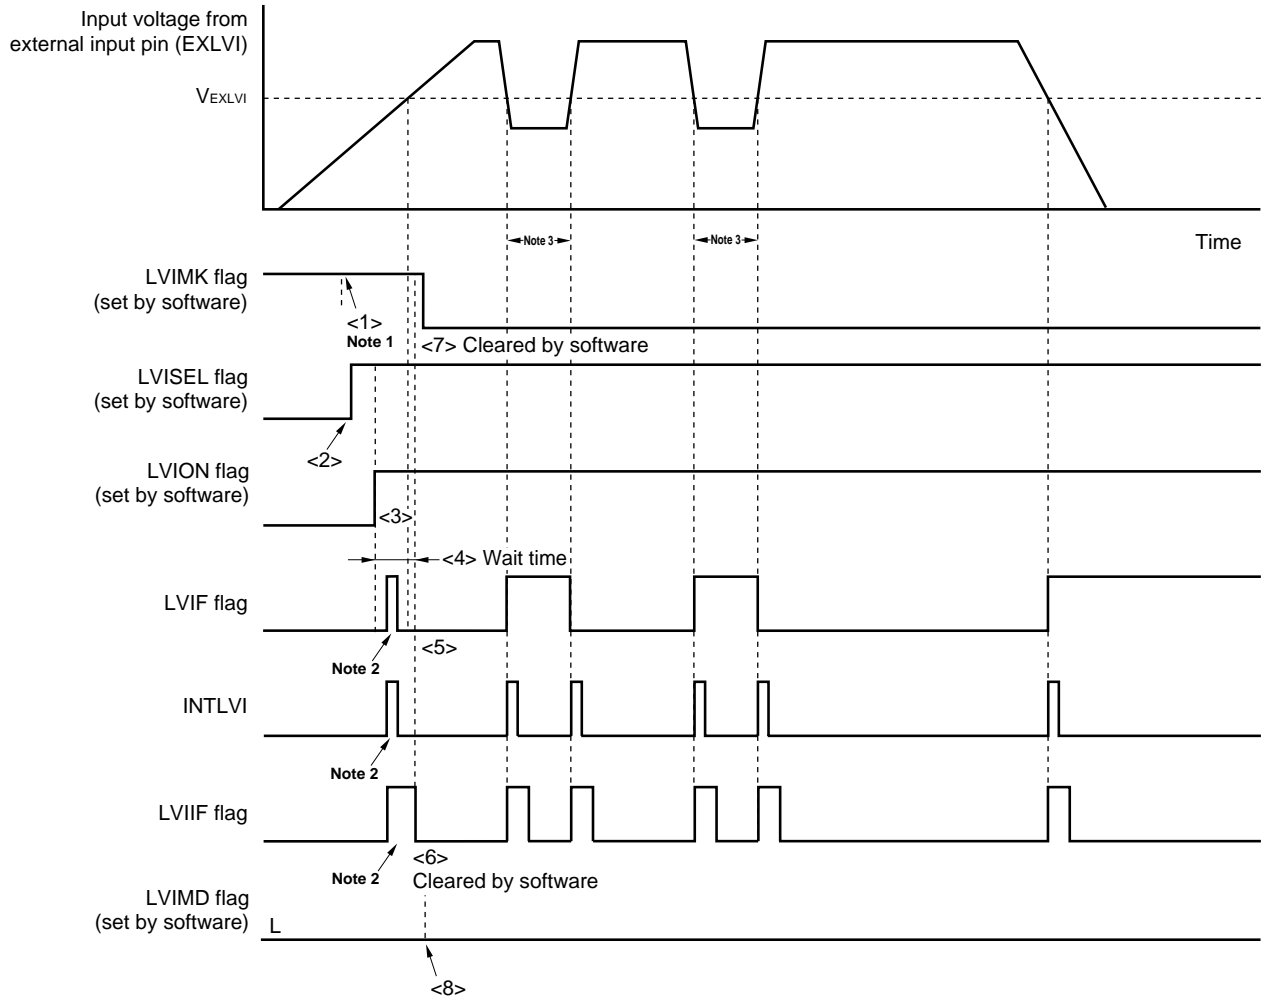 Input voltage from
external input pin (EXLVI)
VEXLVI
Note 3
Note 3
Time
LVIMK flag
(set by software)
<1>
Note 1
<7> Cleared by software
LVISEL flag
(set by software)
<2>
LVION flag
(set by software)
<3>
<4> Wait time
LVIF flag
<5>
Note 2
INTLVI
Note 2
LVIIF flag
Note 2
<6>
Cleared by software
LVIMD flag
(set by software)
L
<8>